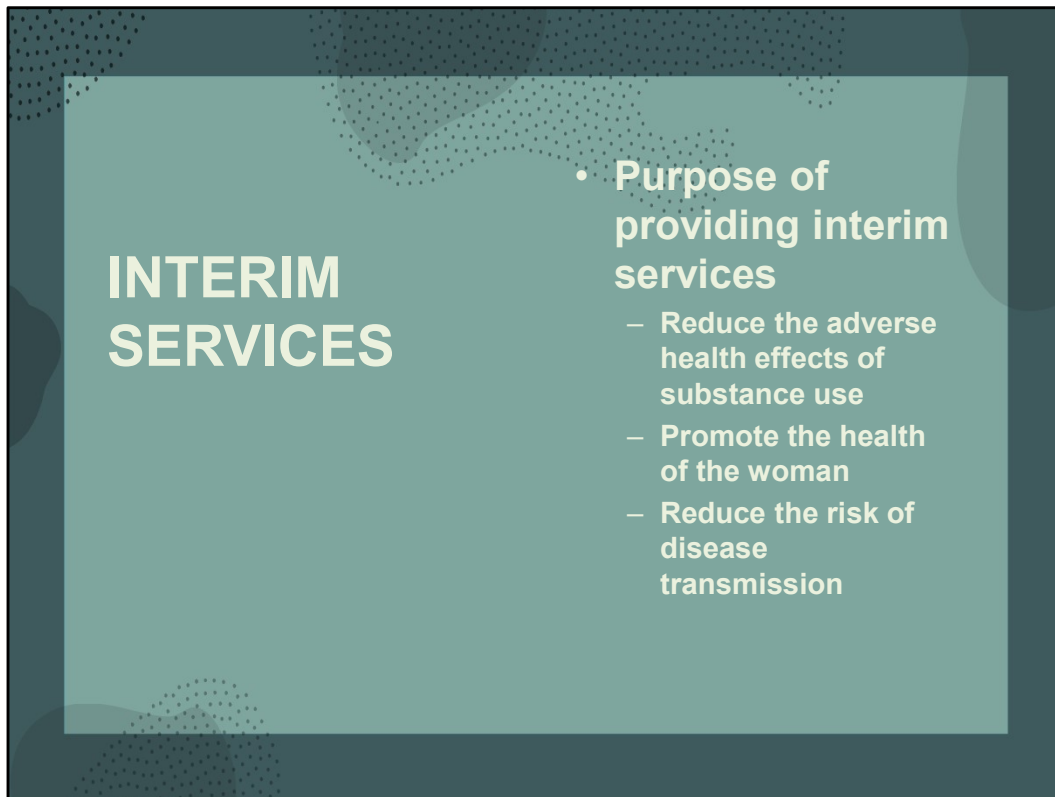 INTERIM
SERVICES
• Purpose of
providing interim
services
– Reduce the adverse
health effects of
substance use
– Promote the health
of the woman
– Reduce the risk of
disease
transmission